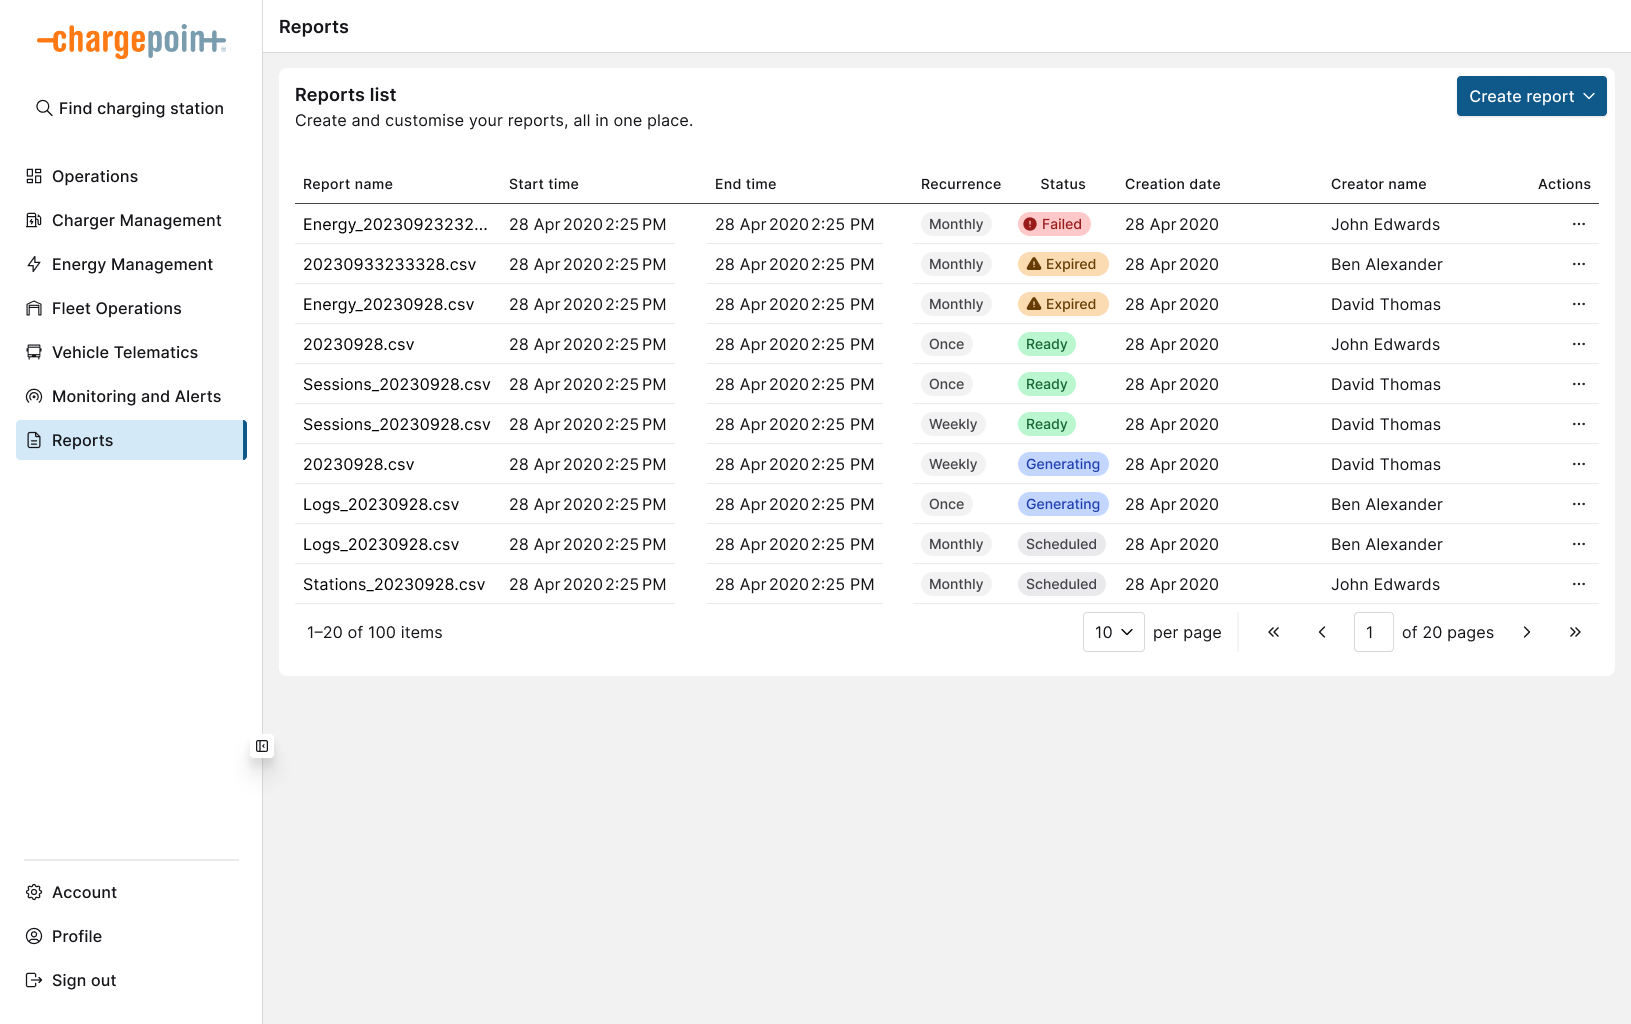 chargepoint
Reports
Find charging station
Operations
Charger Management
Energy Management
Fleet Operations
Vehicle Telematics
Monitoring and Alerts
Reports
Account
Profile
Sign out
Reports list
Create and customise your reports, all in one place.
Create report
Report name Start time End time Recurrence Status Creation date Creator name Actions
Energy_20230923232... 28 Apr 2020 2:25 PM 28 Apr 2020 2:25 PM Monthly Failed 28 Apr 2020 John Edwards ...
20230933233328.csv 28 Apr 2020 2:25 PM 28 Apr 2020 2:25 PM Monthly Expired 28 Apr 2020 Ben Alexander ...
Energy_20230928.csv 28 Apr 2020 2:25 PM 28 Apr 2020 2:25 PM Monthly Expired 28 Apr 2020 David Thomas ...
20230928.csv 28 Apr 2020 2:25 PM 28 Apr 2020 2:25 PM Once Ready 28 Apr 2020 John Edwards ...
Sessions_20230928.csv 28 Apr 2020 2:25 PM 28 Apr 2020 2:25 PM Once Ready 28 Apr 2020 David Thomas ...
Sessions_20230928.csv 28 Apr 2020 2:25 PM 28 Apr 2020 2:25 PM Weekly Ready 28 Apr 2020 David Thomas ...
20230928.csv 28 Apr 2020 2:25 PM 28 Apr 2020 2:25 PM Weekly Generating 28 Apr 2020 David Thomas ...
Logs_20230928.csv 28 Apr 2020 2:25 PM 28 Apr 2020 2:25 PM Once Generating 28 Apr 2020 Ben Alexander ...
Logs_20230928.csv 28 Apr 2020 2:25 PM 28 Apr 2020 2:25 PM Monthly Scheduled 28 Apr 2020 Ben Alexander ...
Stations_20230928.csv 28 Apr 2020 2:25 PM 28 Apr 2020 2:25 PM Monthly Scheduled 28 Apr 2020 John Edwards ...
1–20 of 100 items 10 per page 1 of 20 pages